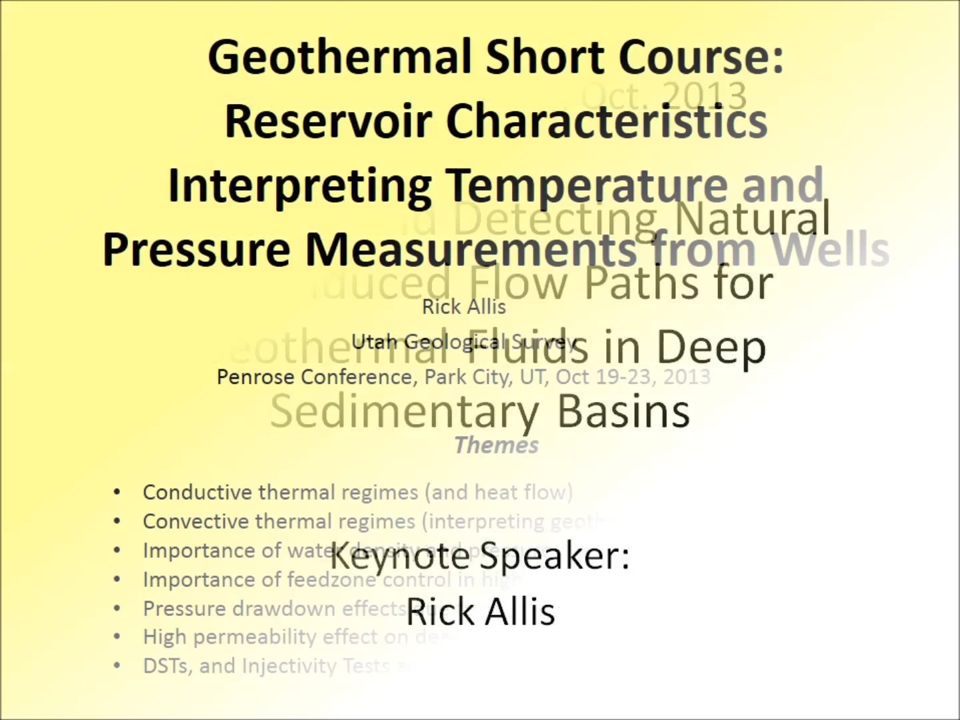 Geothermal Short Course:
Oct. 2013
Reservoir Characteristics
Interpreting Temperature and
Detecting Natural
Pressure Measurements from Wells
Flow Paths for
Rick Allis
Utah Geological Survey
Fluids in Deep
Penrose Conference, Park City, UT, Oct 19-23, 2013
Sedimentary Basins
Themes
• Conductive thermal regimes (and heat flow)
• Convective thermal regimes (interpreting
• Importance of water density and
Keynote Speaker:
• Importance of feedzone control in
• Pressure drawdown effects
Rick Allis
• High permeability effect on
• DSTs, and Injectivity Tests